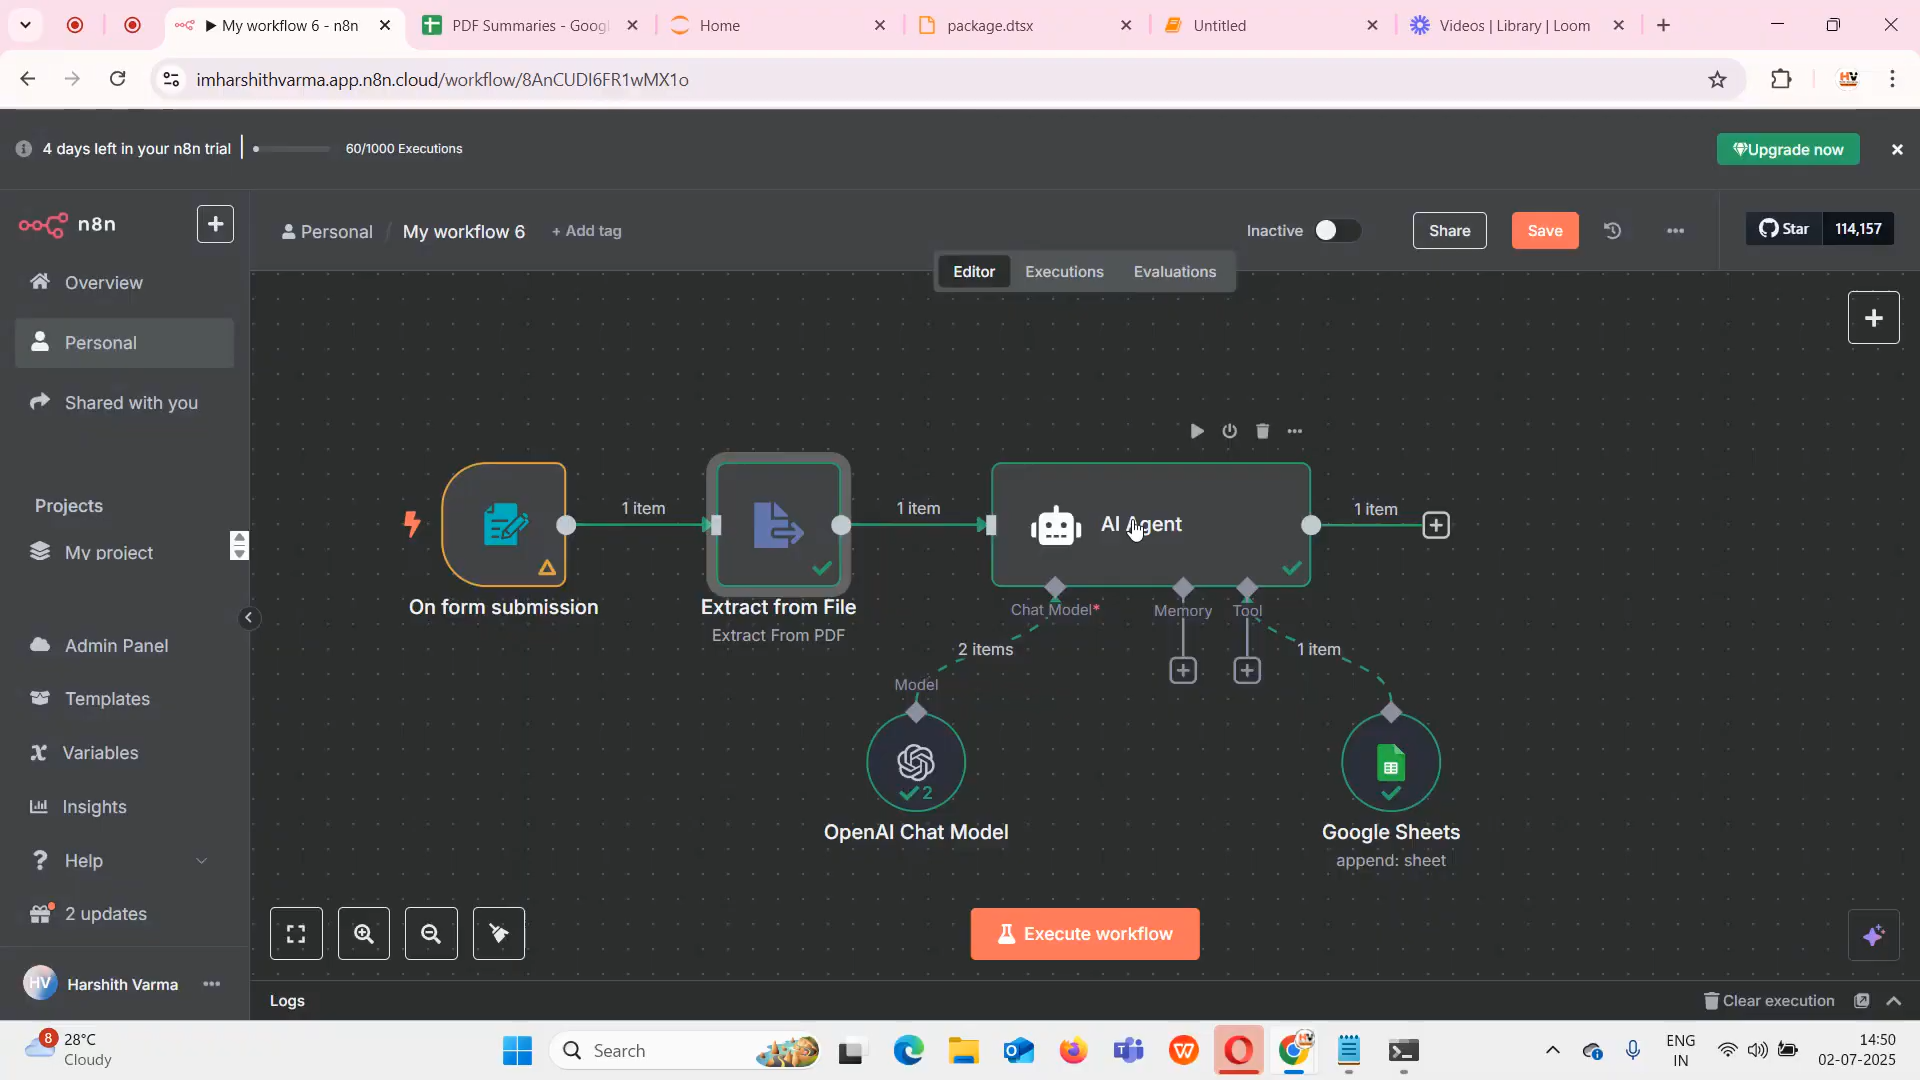 My workflow 6 - n8n
PDF Summaries - Goog
Home
package.dtsx
Untitled
Videos | Library | Loom
imharshithvarma.app.n8n.cloud/workflow/8AnCUDI6FR1wMX1o
4 days left in your n8n trial
60/1000 Executions
Upgrade now
n8n
Personal / My workflow 6
+ Add tag
Inactive
Share
Save
Star
114,157
Editor
Executions
Evaluations
Overview
Personal
Shared with you
Projects
My project
Admin Panel
Templates
Variables
Insights
Help
2 updates
HV
Harshith Varma
1 item
1 item
AI Agent
1 item
On form submission
Extract from File
Extract From PDF
Chat Model*
Memory
Tool
2 items
1 item
Model
2
OpenAI Chat Model
Google Sheets
append: sheet
Execute workflow
Logs
Clear execution
8
28°C
Cloudy
Search
ENG
IN
14:50
02-07-2025